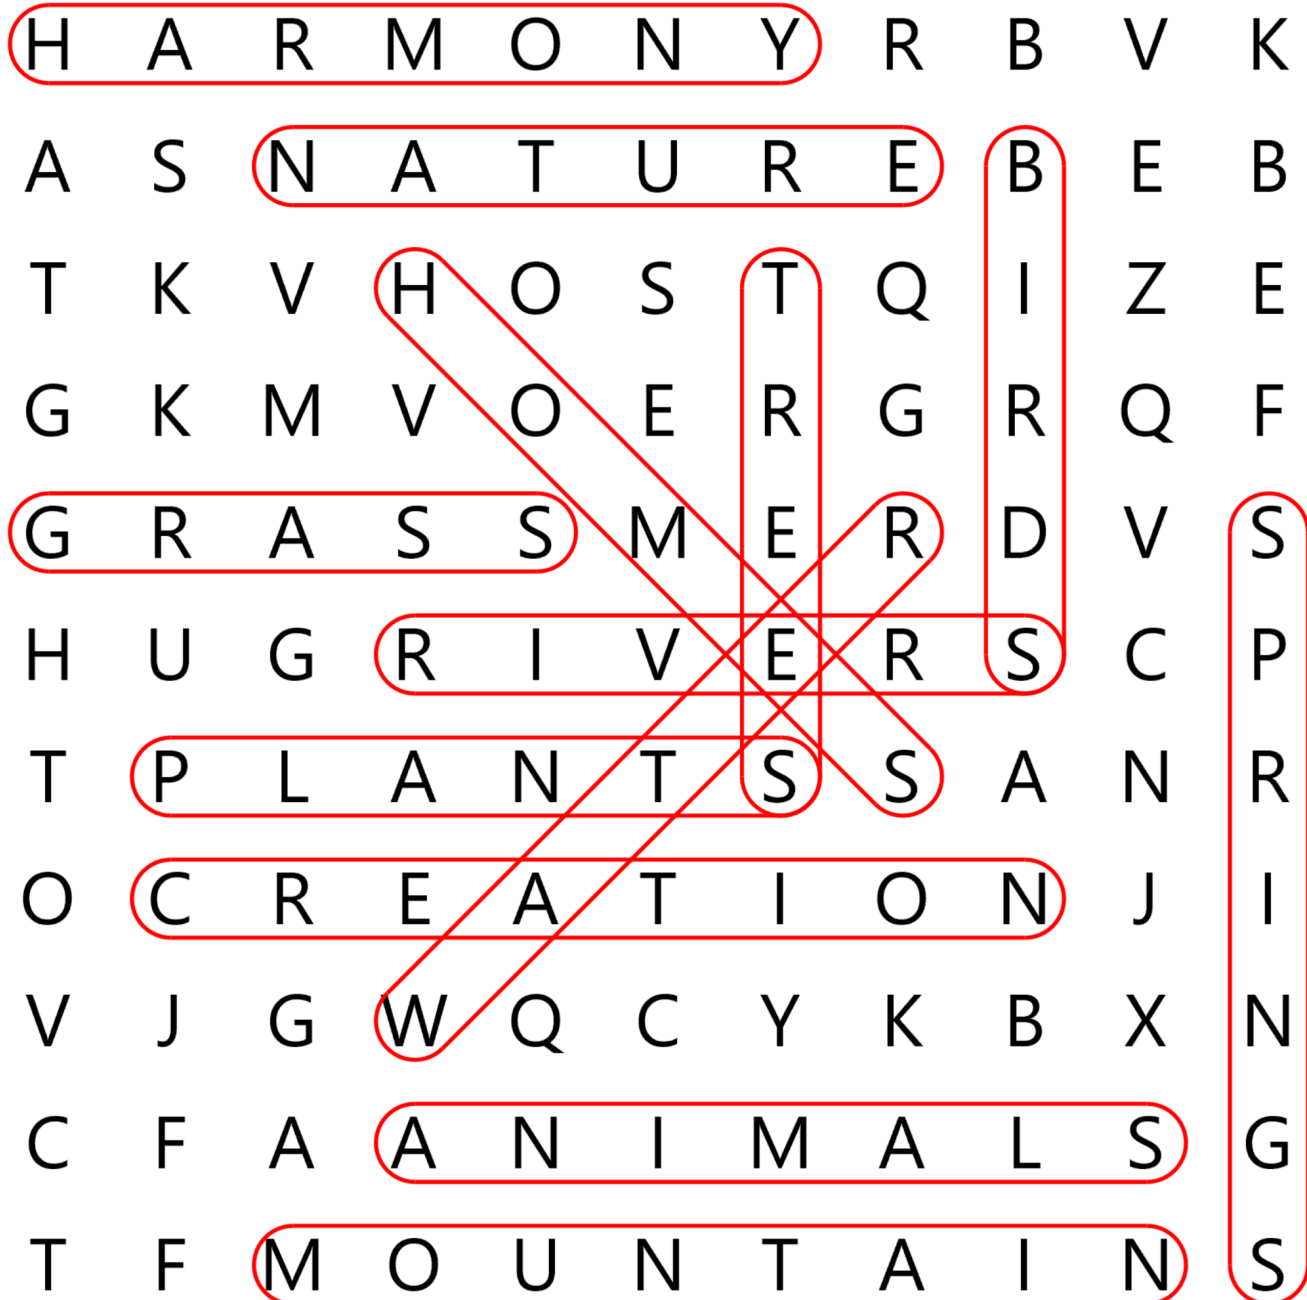 H A R M O N Y R B V K
A S N A T U R E B E B
T K V H O S T Q I Z E
G K M V O E R G R Q F
G R A S S M E R D V S
H U G R I V E R S C P
T P L A N T S S A N R
O C R E A T I O N J I
V J G W Q C Y K B X N
C F A A N I M A L S G
T F M O U N T A I N S